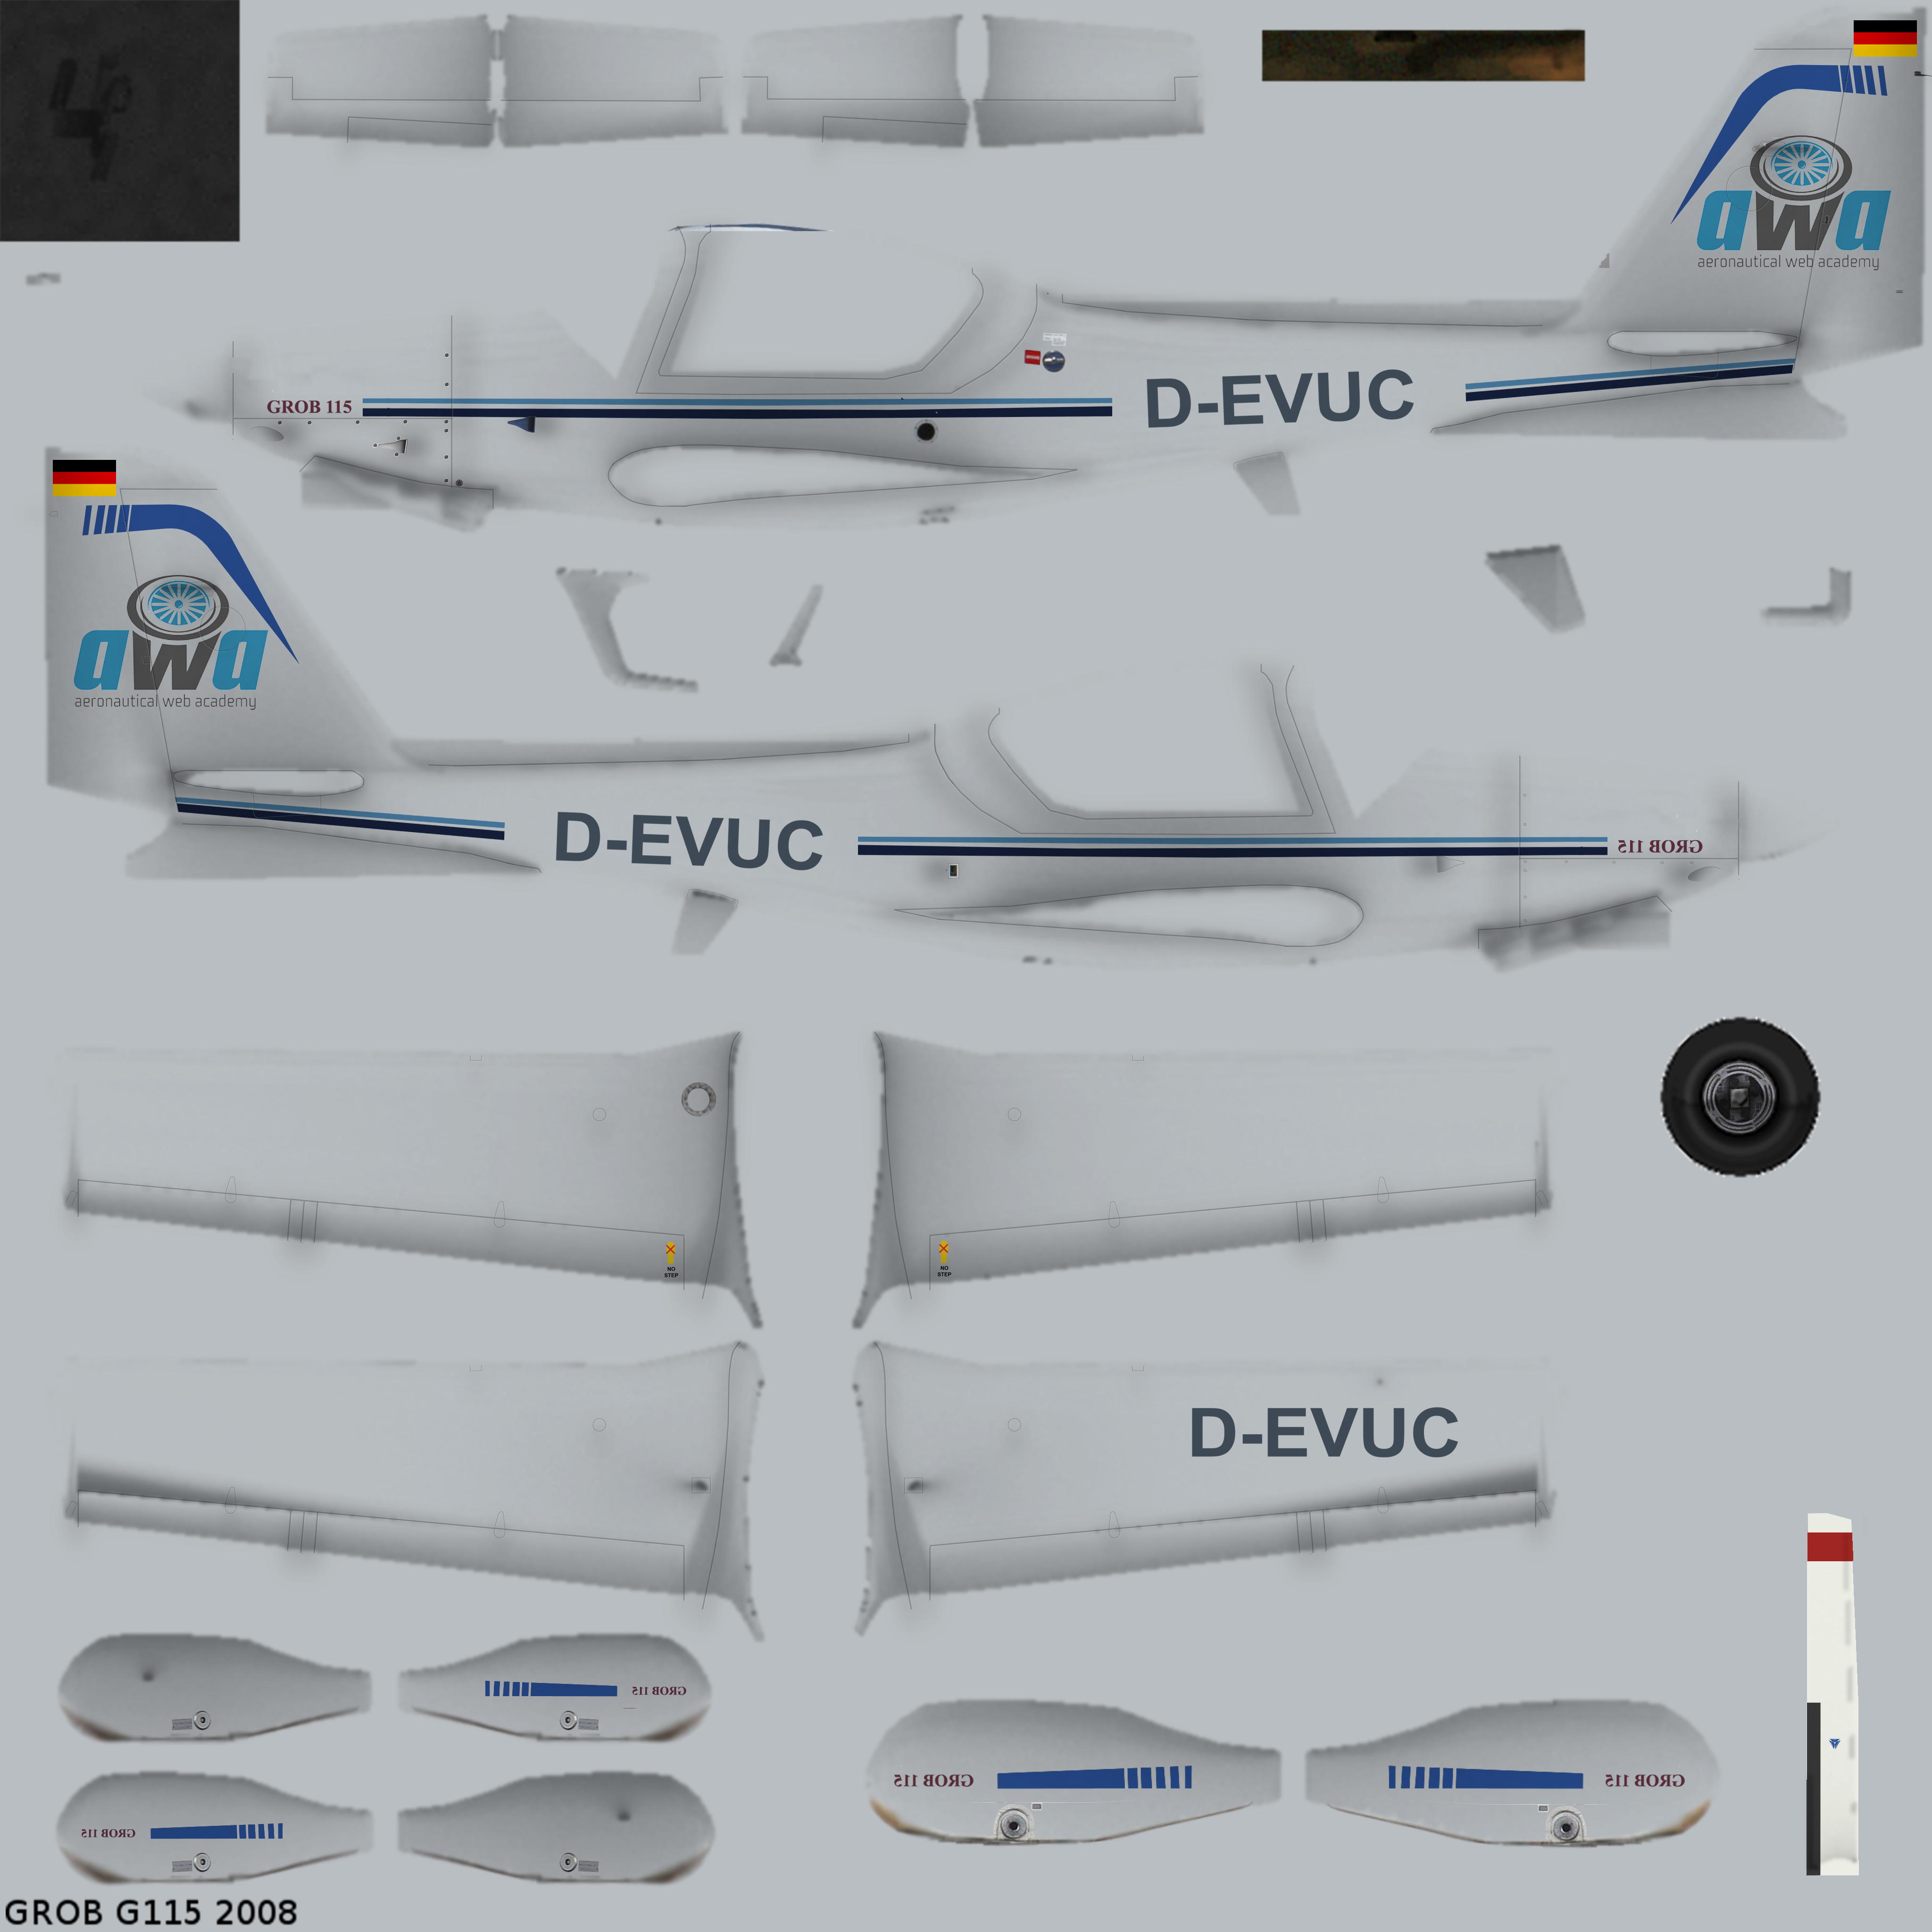 awa
aeronautical web academy
GROB 115
D-EVUC
awa
aeronautical web academy
D-EVUC
GROB 115
NO
STEP
NO
STEP
D-EVUC
GROB 115
GROB 115
GROB 115
GROB 115
GROB G115 2008